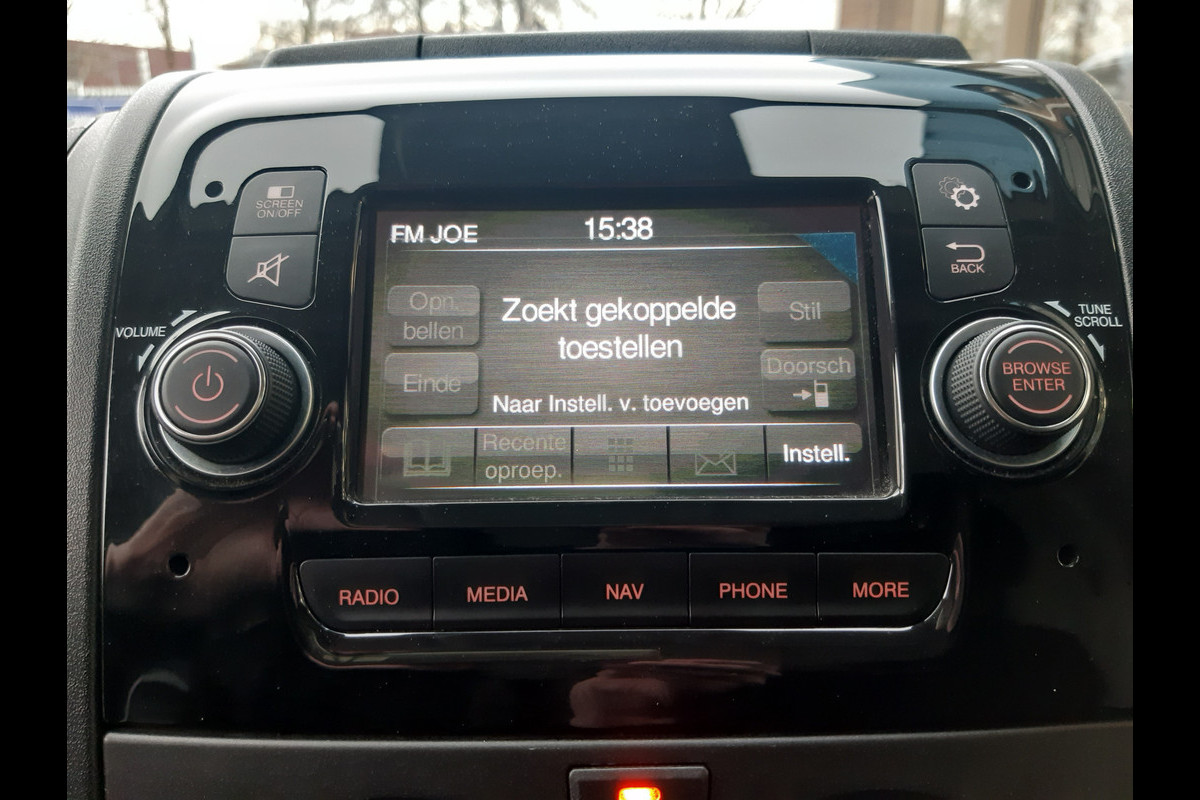 SCREEN
ON/OFF
VOLUME
FM JOE
15:38
Opn.
bellen
Einde
Zoekt gekoppelde
toestellen
Naar Instell. v. toevoegen
Stil
Doorsch
Recente
oproep.
Instell.
BACK
TUNE
SCROLL
BROWSE
ENTER
RADIO
MEDIA
NAV
PHONE
MORE